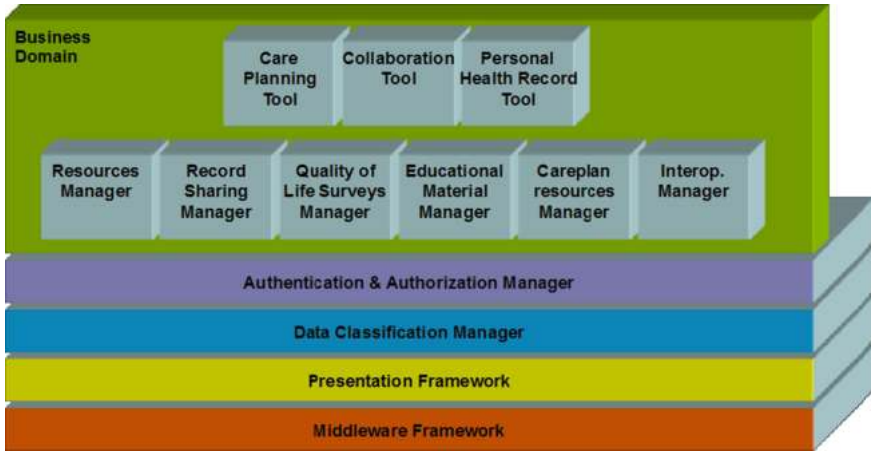 Business
Domain
Care
Planning
Tool
Collaboration
Tool
Personal
Health Record
Tool
Resources
Manager
Record
Sharing
Manager
Quality of
Life Surveys
Manager
Educational
Material
Manager
Careplan
resources
Manager
Interop.
Manager
Authentication & Authorization Manager
Data Classification Manager
Presentation Framework
Middleware Framework